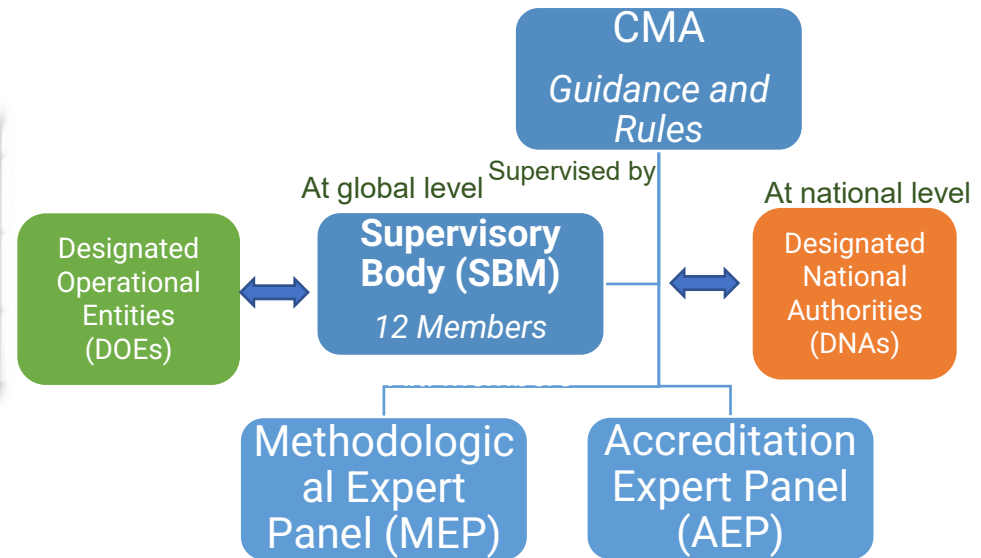 CMA
Guidance and
Rules
Supervised by
At global level
At national level
Designated
Operational
Entities
(DOEs)
Supervisory
Body (SBM)
12 Members
Designated
National
Authorities
(DNAs)
Methodologic
al Expert
Panel (MEP)
Accreditation
Expert Panel
(AEP)